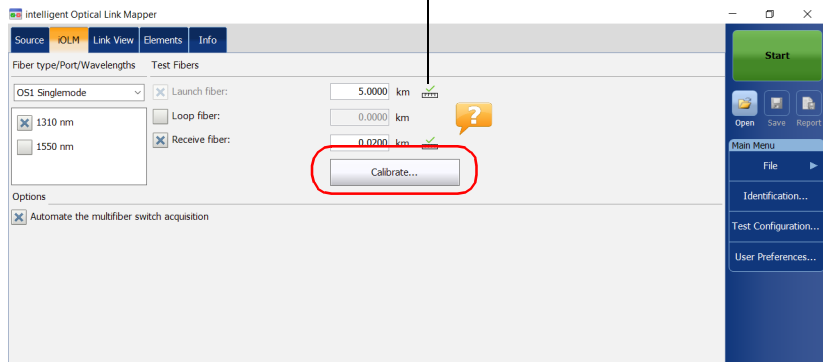 intelligent Optical Link Mapper
Source iOLM Link View Elements Info
Fiber type/Port/Wavelengths Test Fibers
OS1 Singlemode
1310 nm
1550 nm
Launch fiber: 5.0000 km
Loop fiber: 0.0000 km
Receive fiber: 0.0200 km
?
Calibrate...
Options
Automate the multifiber switch acquisition
Start
Open Save Report
Main Menu
File
Identification...
Test Configuration...
User Preferences...